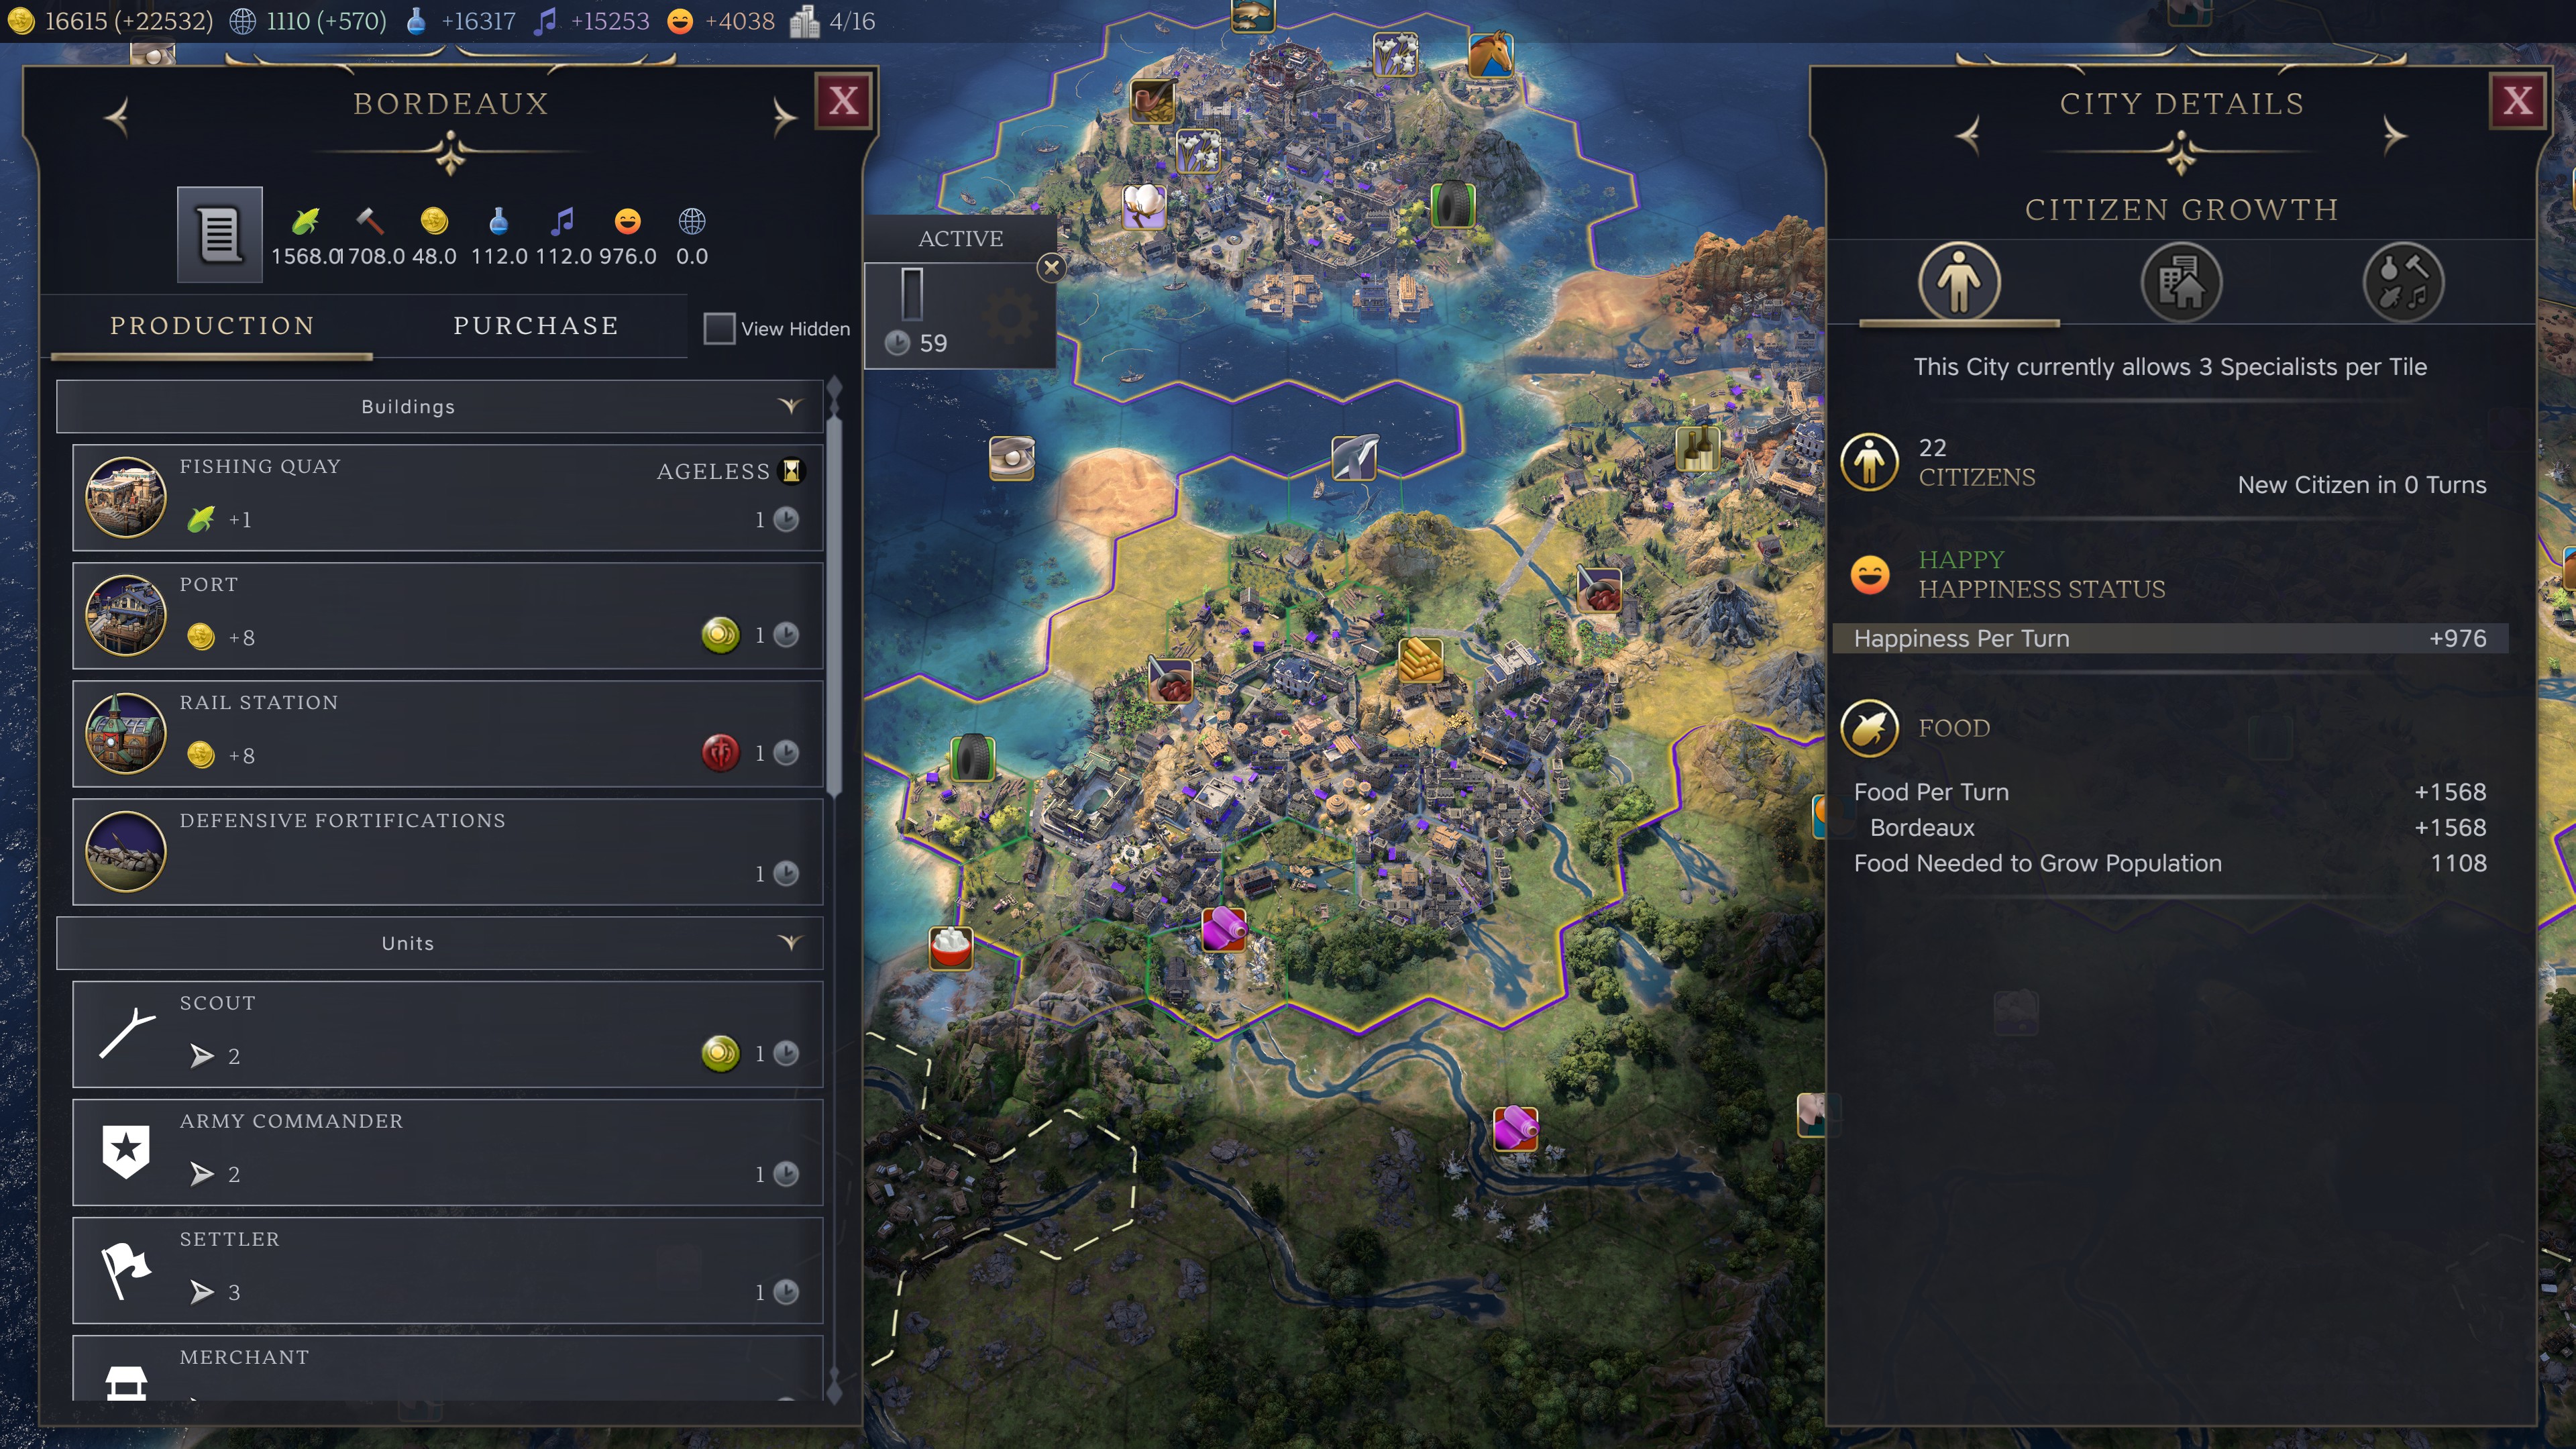 16615 (+22532) 1110 (+570) +16317 +15253 +4038 4/16
BORDEAUX
X
1568.0 1708.0 48.0 112.0 112.0 976.0 0.0
PRODUCTION
PURCHASE
View Hidden
Buildings
FISHING QUAY
AGELESS
+1
1
PORT
+8
1
RAIL STATION
+8
1
DEFENSIVE FORTIFICATIONS
1
Units
SCOUT
2
1
ARMY COMMANDER
2
1
SETTLER
3
1
MERCHANT
ACTIVE
59
CITY DETAILS
X
CITIZEN GROWTH
This City currently allows 3 Specialists per Tile
22
CITIZENS
New Citizen in 0 Turns
HAPPY
HAPPINESS STATUS
Happiness Per Turn +976
FOOD
Food Per Turn +1568
Bordeaux +1568
Food Needed to Grow Population 1108